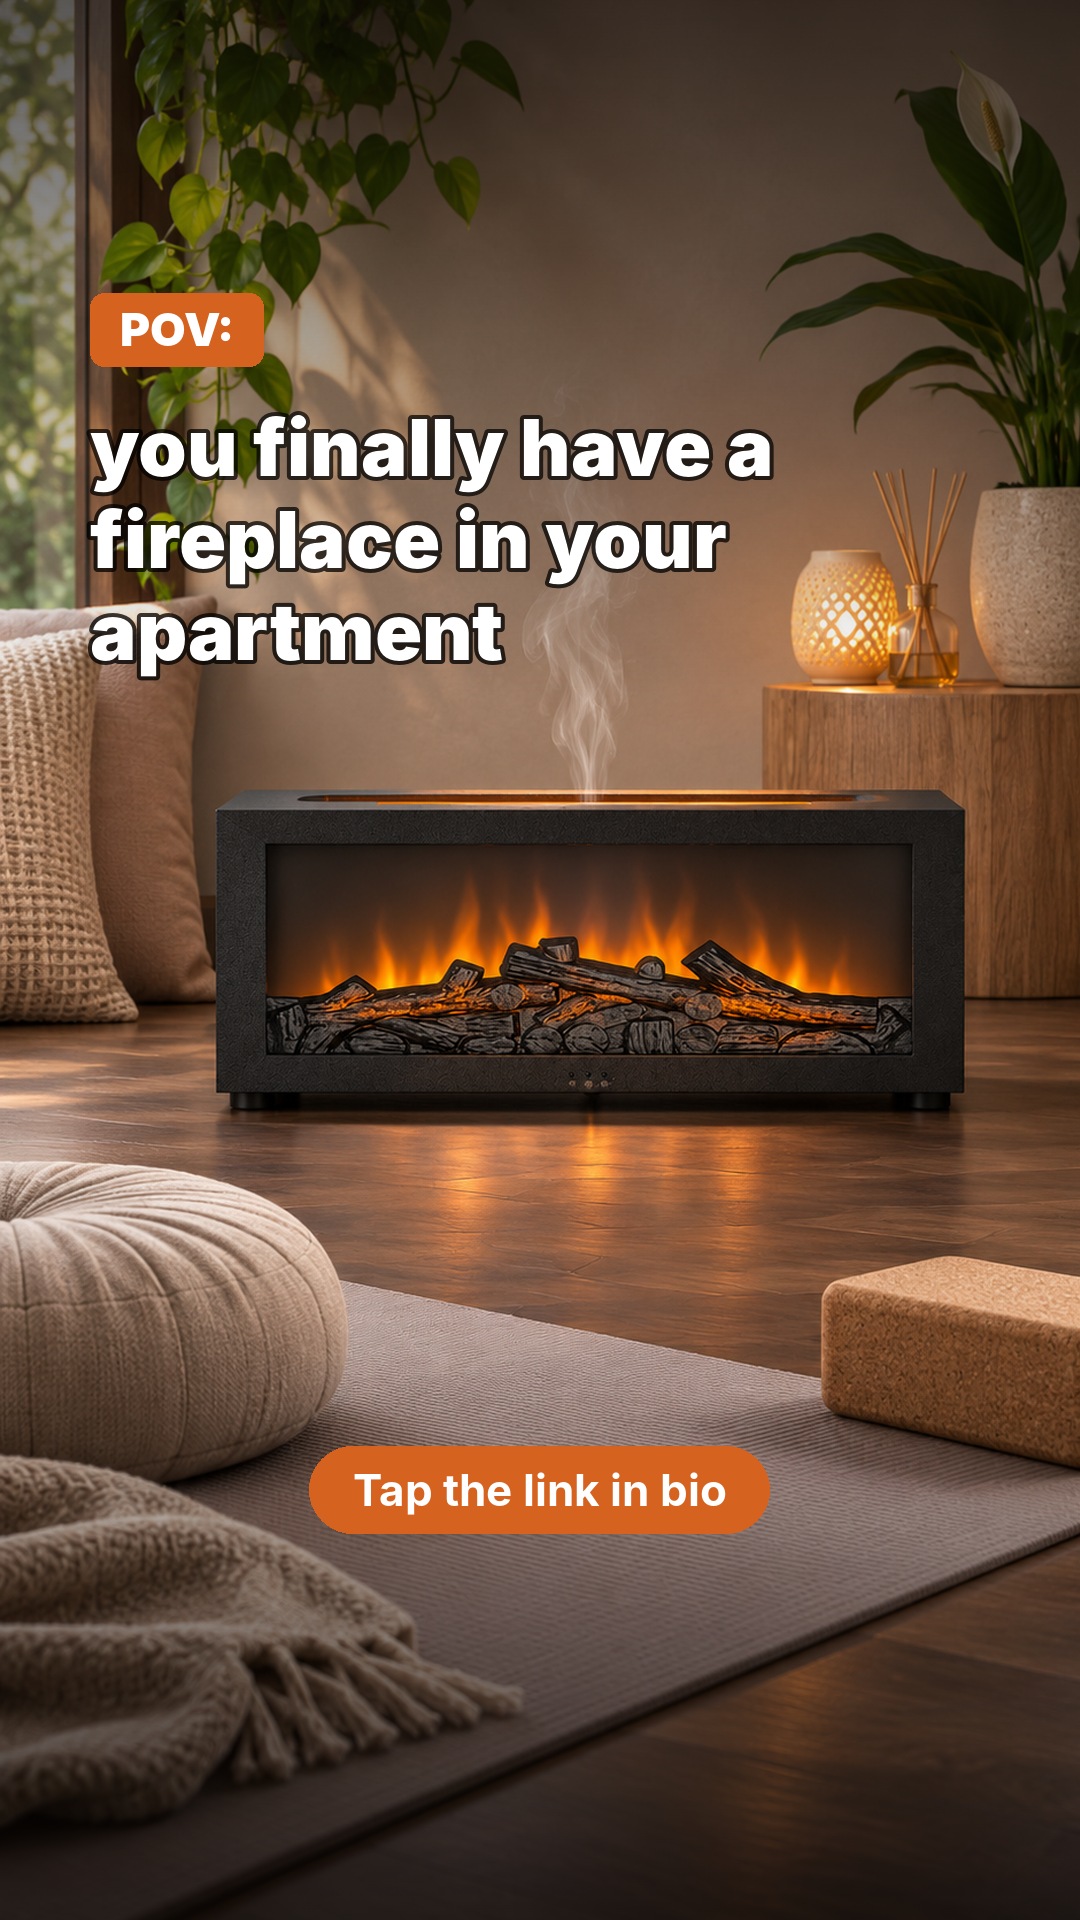 POV:
you finally have a
fireplace in your
apartment
Tap the link in bio